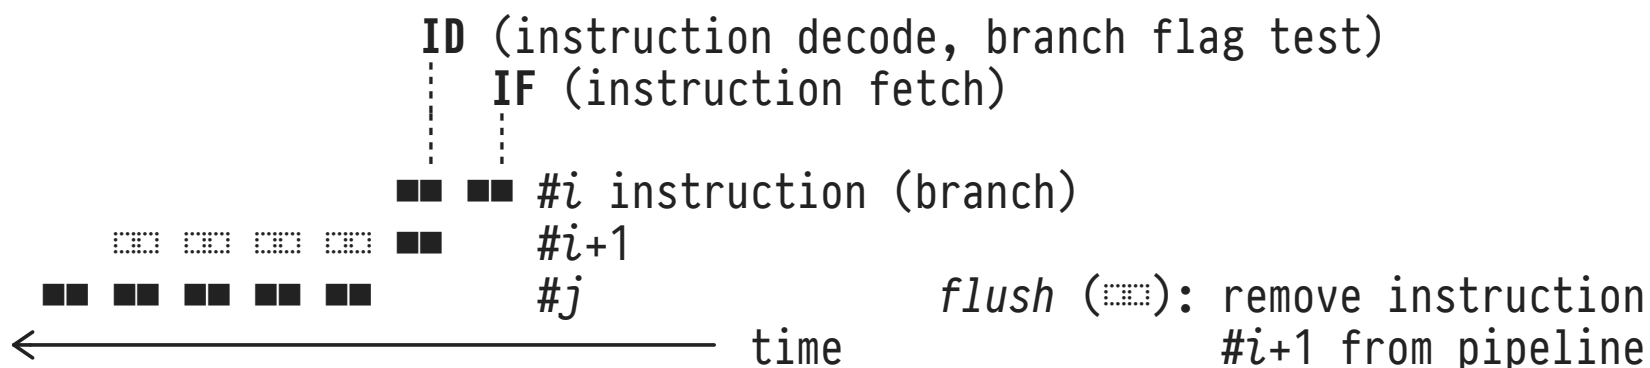 ID (instruction decode, branch flag test)
IF (instruction fetch)
#i instruction (branch)
#i+1
#j
flush ( ): remove instruction
#i+1 from pipeline
time